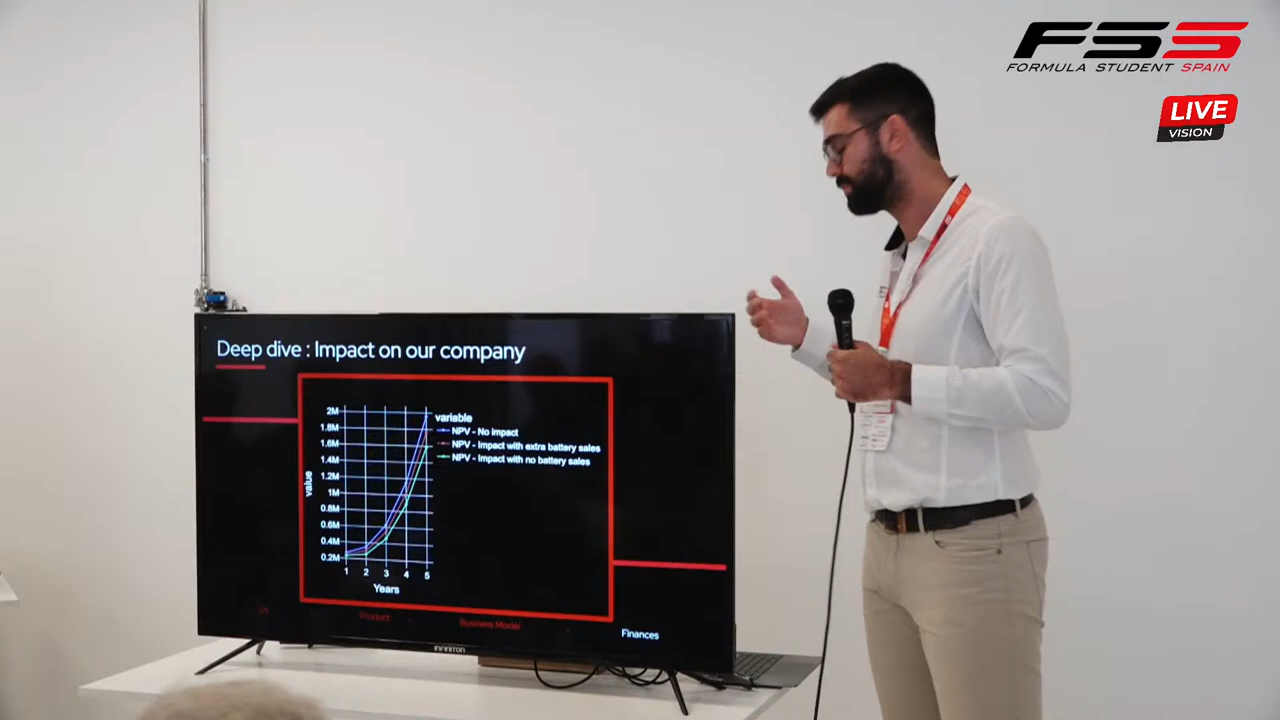 FSS
FORMULA STUDENT SPAIN
LIVE
VISION
Deep dive : Impact on our company
2M
1.8M
1.6M
1.4M
1.2M
1M
0.8M
0.6M
0.4M
0.2M
value
1 2 3 4 5
Years
variable
NPV - No impact
NPV - Impact with extra battery sales
NPV - Impact with no battery sales
Product
Business Model
Finances
INFINITON